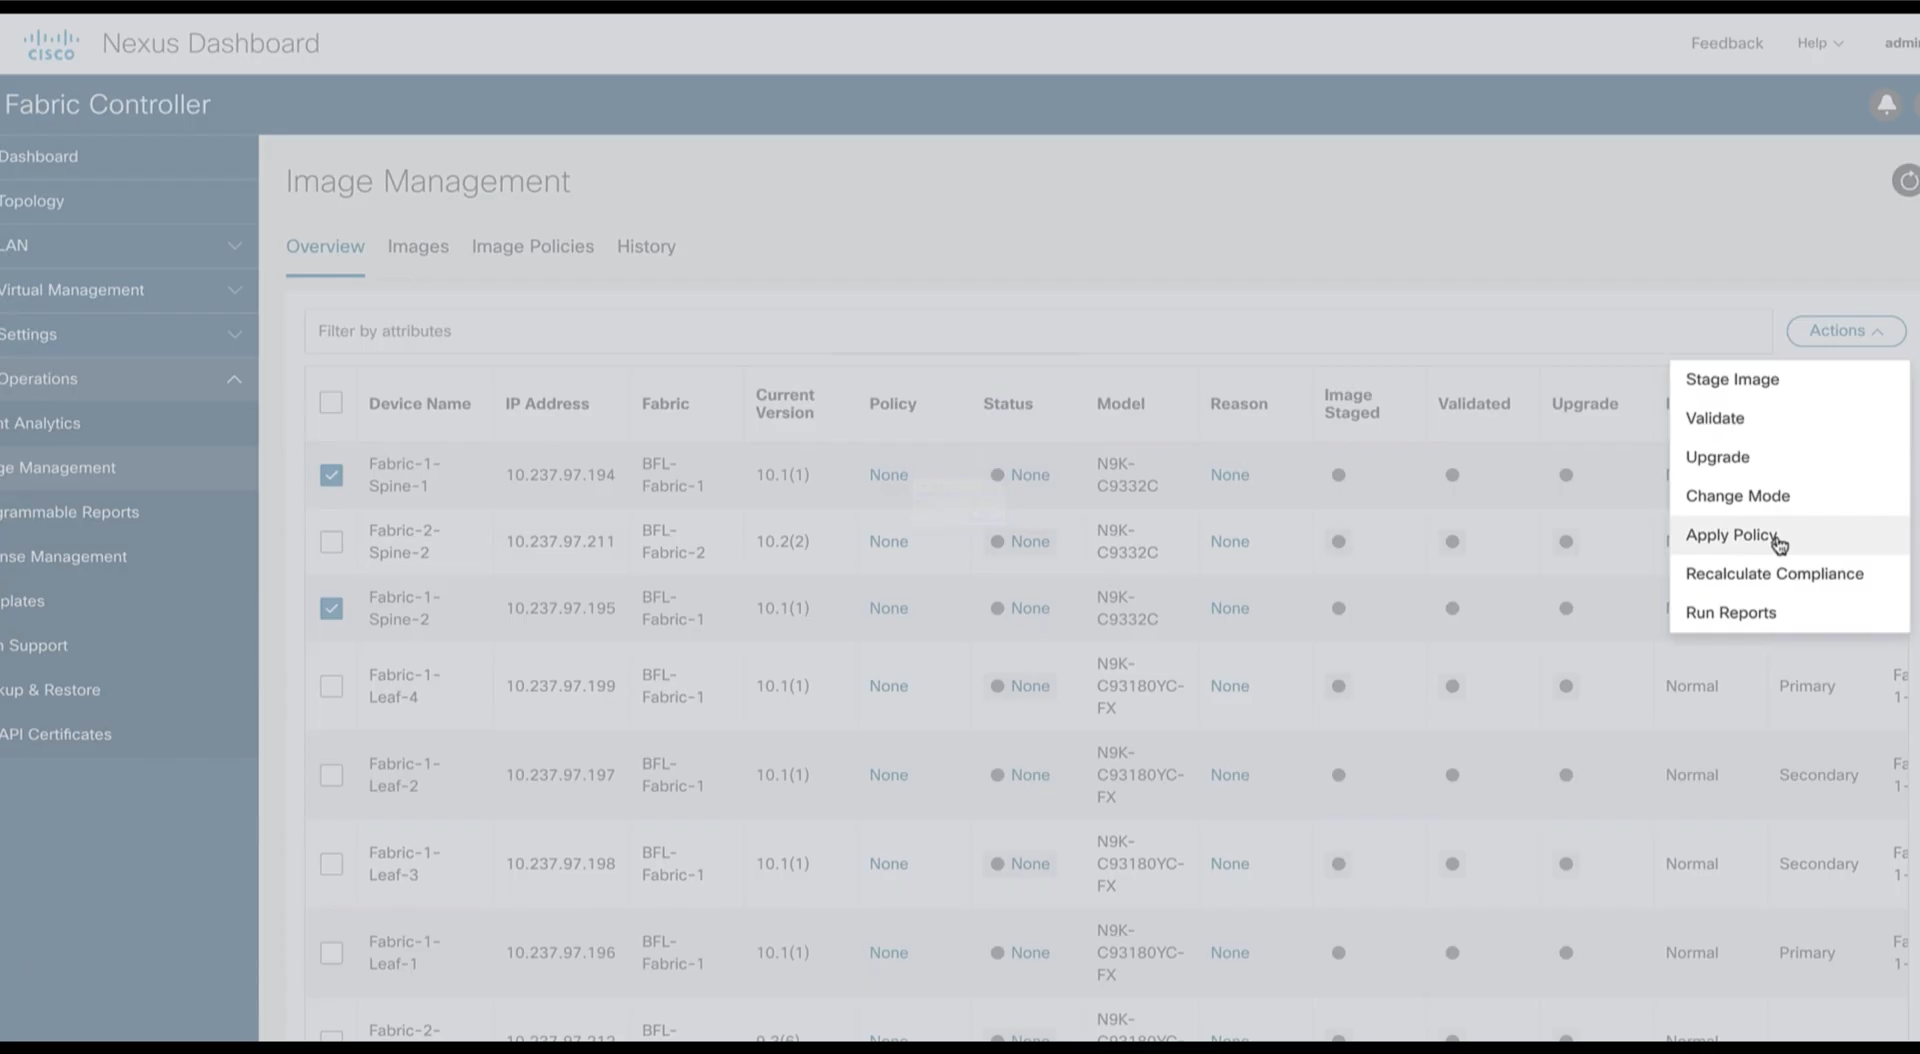 CISCO Nexus Dashboard
Feedback Help
Fabric Controller
Dashboard
Topology
Virtual Management
Settings
Operations
Analytics
Management
Reports
Management
Support
& Restore
API Certificates
Image Management
Overview Images Image Policies History
Filter by attributes
Actions
Stage Image
Validate
Upgrade
Change Mode
Apply Policy
Recalculate Compliance
Run Reports
Device Name IP Address Fabric Current Version Policy Status Model Reason Image Staged Validated Upgrade
Fabric-1-Spine-1 10.237.97.194 BFL-Fabric-1 10.1(1) None None N9K-C9332C None
Fabric-2-Spine-2 10.237.97.211 BFL-Fabric-2 10.2(2) None None N9K-C9332C None
Fabric-1-Spine-2 10.237.97.195 BFL-Fabric-1 10.1(1) None None N9K-C9332C None
Fabric-1-Leaf-4 10.237.97.199 BFL-Fabric-1 10.1(1) None None N9K-C93180YC-FX None Normal Primary
Fabric-1-Leaf-2 10.237.97.197 BFL-Fabric-1 10.1(1) None None N9K-C93180YC-FX None Normal Secondary
Fabric-1-Leaf-3 10.237.97.198 BFL-Fabric-1 10.1(1) None None N9K-C93180YC-FX None Normal Secondary
Fabric-1-Leaf-1 10.237.97.196 BFL-Fabric-1 10.1(1) None None N9K-C93180YC-FX None Normal Primary
Fabric-2- BFL- N9K-